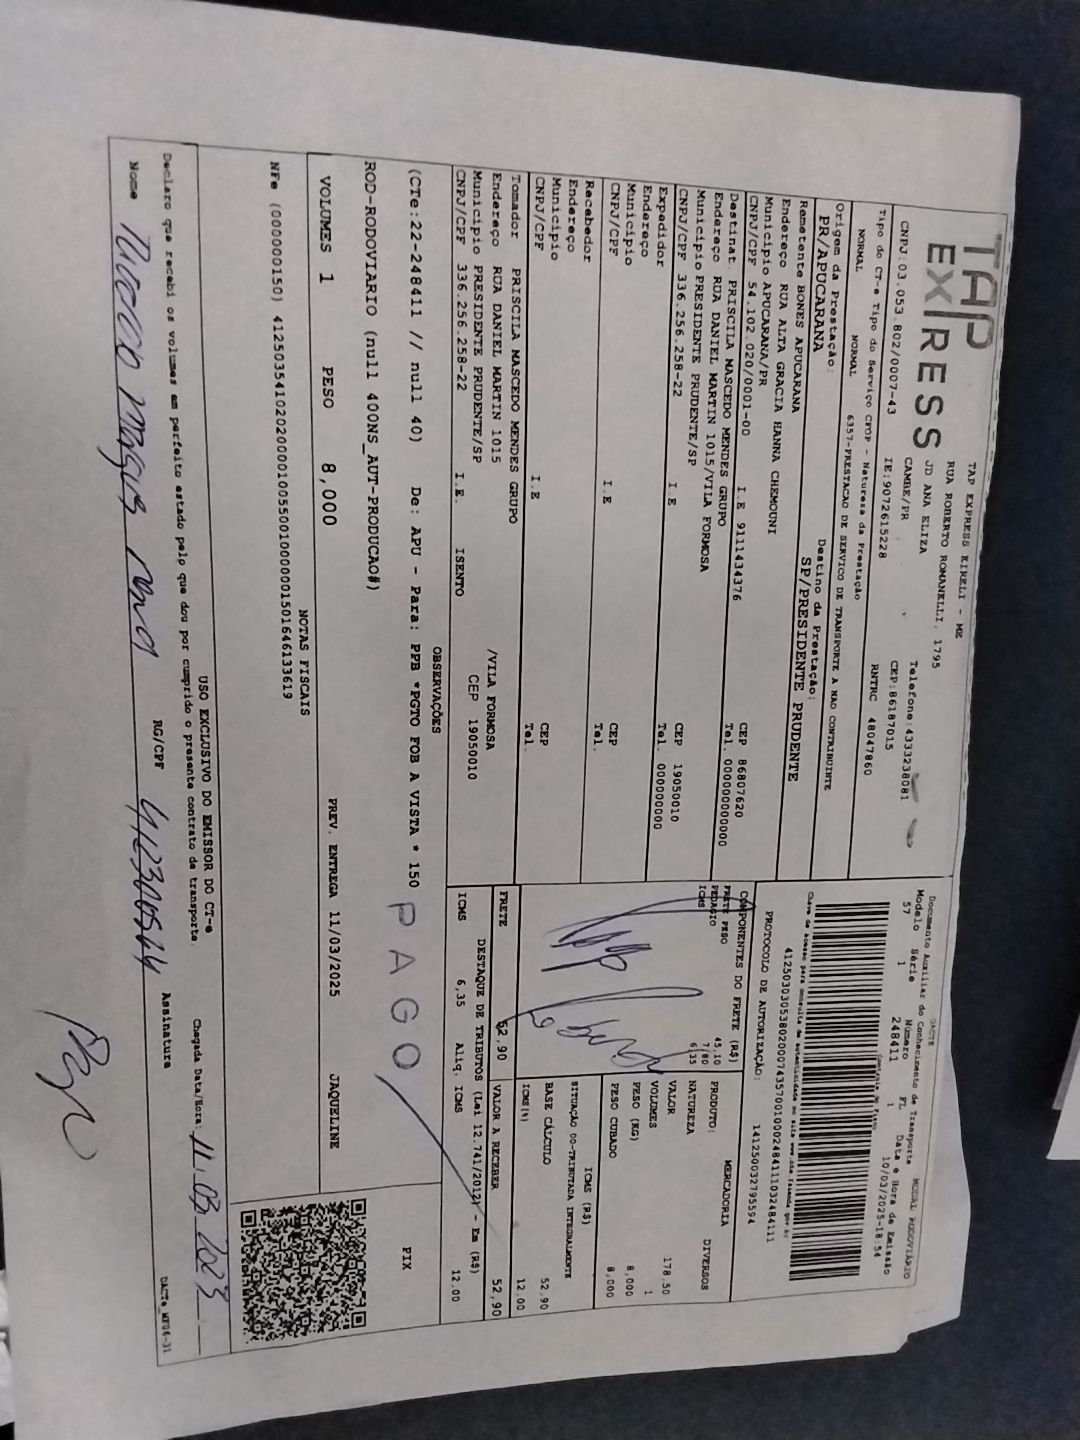 TAP
EXPRESS
TAP EXPRESS EIRELI - ME
RUA ROBERTO ROMANELLI, 1795
JD ANA ELIZA
CAMBE/PR
Telefone: 4333238081
CEP: 86187015
CNPJ: 03.053.802/0007-43
IE: 9072615228
RNTRC 48047860
DACTE
MODAL RODOVIÁRIO
Documento Auxiliar do Conhecimento de Transporte
Modelo Série Número FL Data e Hora de Emissão
57 1 248411 1 10/03/2025-18:54
Controle do Fisco
Tipo do CT-e Tipo do Serviço CFOP - Natureza da Prestação
NORMAL NORMAL 6357-PRESTACAO DE SERVICO DE TRANSPORTE A NAO CONTRIBUINTE
Origem da Prestação: Destino da Prestação:
PR/APUCARANA SP/PRESIDENTE PRUDENTE
41250303053802000743570010002484111032484111
PROTOCOLO DE AUTORIZAÇÃO: 141250032795594
Remetente BONES APUCARANA
Endereço RUA ALTA GRACIA HANNA CHEMOUNI
Município APUCARANA/PR CEP 86807620
CNPJ/CPF 54.102.020/0001-00 I.E 9111434376 Tel. 00000000000
Destinat. PRISCILA MASCEDO MENDES GRUPO
Endereço RUA DANIEL MARTIN 1015/VILA FORMOSA
Município PRESIDENTE PRUDENTE/SP CEP 19050010
CNPJ/CPF 336.256.258-22 I.E Tel. 000000000
Expedidor
Endereço
Município CEP
CNPJ/CPF I.E Tel.
Recebedor
Endereço
Município CEP
CNPJ/CPF I.E Tel.
Tomador PRISCILA MASCEDO MENDES GRUPO
Endereço RUA DANIEL MARTIN 1015 /VILA FORMOSA
Município PRESIDENTE PRUDENTE/SP CEP 19050010
CNPJ/CPF 336.256.258-22 I.E. ISENTO
COMPONENTES DO FRETE (R$)
FRETE PESO 45,10
PEDAGIO 7/80
ICMS 6|35
MERCADORIA
PRODUTO: DIVERSOS
NATUREZA
VALOR 178.50
VOLUMES 1
PESO (KG) 8,000
PESO CUBADO 8,000
ICMS (R$)
SITUAÇÃO 00-TRIBUTADA INTEGRALMENTE
BASE CÁLCULO 52.90
ICMS(%) 12.00
FRETE 52,90 VALOR A RECEBER 52,90
DESTAQUE DE TRIBUTOS (Lei 12.741/2012) - Em (R$)
ICMS 6,35 Aliq. ICMS 12,00
OBSERVAÇÕES
(CTe:22-248411 // null 40) De: APU - Para: PPB *PGTO FOB A VISTA * 150
ROD-RODOVIARIO (null 400NS_AUT-PRODUCAO#)
PAGO
PIX
VOLUMES 1 PESO 8,000 PREV. ENTREGA 11/03/2025 JAQUELINE
NOTAS FISCAIS
NFe (000000150) 41250354102020000100550010000001501646133619
USO EXCLUSIVO DO EMISSOR DO CT-e
Declaro que recebi os volumes em perfeito estado pelo que dou por cumprido o presente contrato de transporte.
Chegada Data/Hora:
Nome RG/CPF Assinatura
DACTe